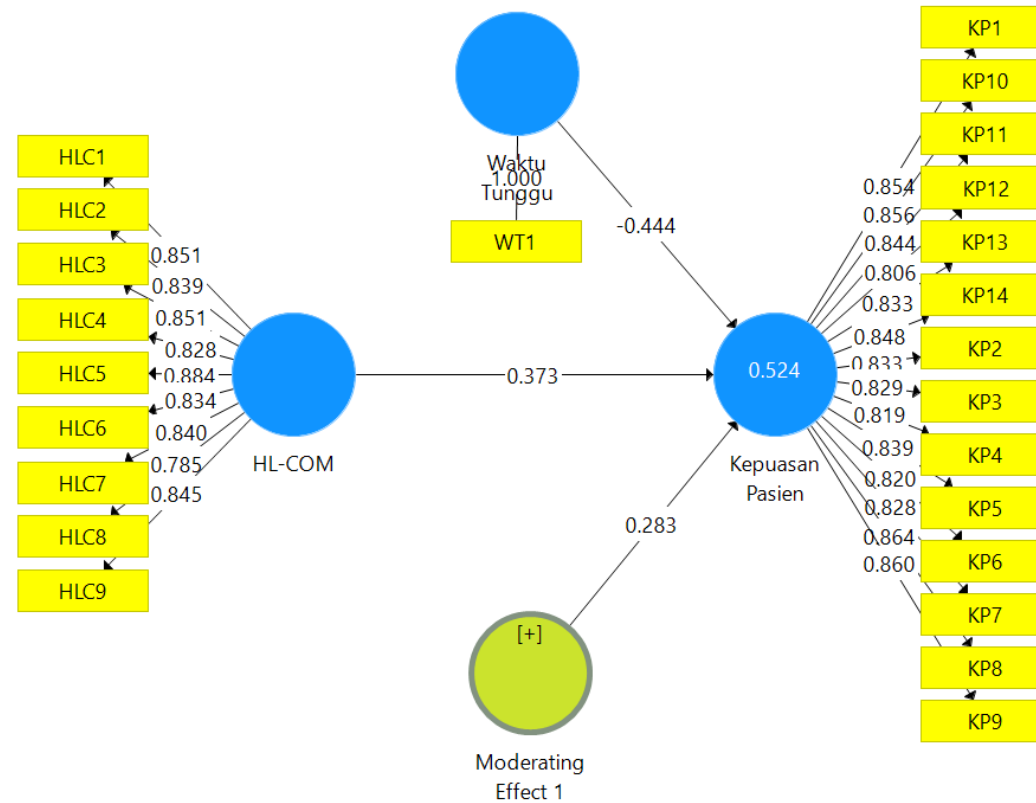 HLC1
HLC2
HLC3
HLC4
HLC5
HLC6
HLC7
HLC8
HLC9
0.851
0.839
0.851
0.828
0.884
0.834
0.840
0.785
0.845
HL-COM
Waktu
Tunggu
1.000
WT1
-0.444
0.373
0.283
[+]
Moderating
Effect 1
0.524
Kepuasan
Pasien
0.854
0.856
0.844
0.806
0.833
0.848
0.833
0.829
0.819
0.839
0.820
0.828
0.864
0.860
KP1
KP10
KP11
KP12
KP13
KP14
KP2
KP3
KP4
KP5
KP6
KP7
KP8
KP9